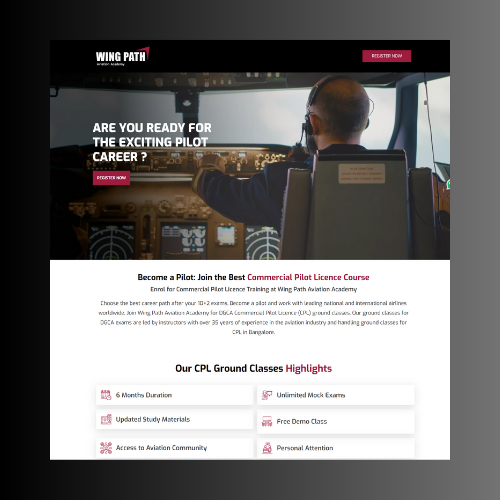 WING PATH
Aviation Academy
REGISTER NOW
ARE YOU READY FOR
THE EXCITING PILOT
CAREER ?
REGISTER NOW
Become a Pilot: Join the Best Commercial Pilot Licence Course
Enrol for Commercial Pilot Licence Training at Wing Path Aviation Academy
Choose the best career path after your 10+2 exams. Become a pilot and work with leading national and international airlines
worldwide. Join Wing Path Aviation Academy for DGCA Commercial Pilot Licence (CPL) ground classes. Our ground classes for
DGCA exams are led by instructors with over 35 years of experience in the aviation industry and handling ground classes for
CPL in Bangalore.
Our CPL Ground Classes Highlights
6 Months Duration
Unlimited Mock Exams
Updated Study Materials
Free Demo Class
Access to Aviation Community
Personal Attention